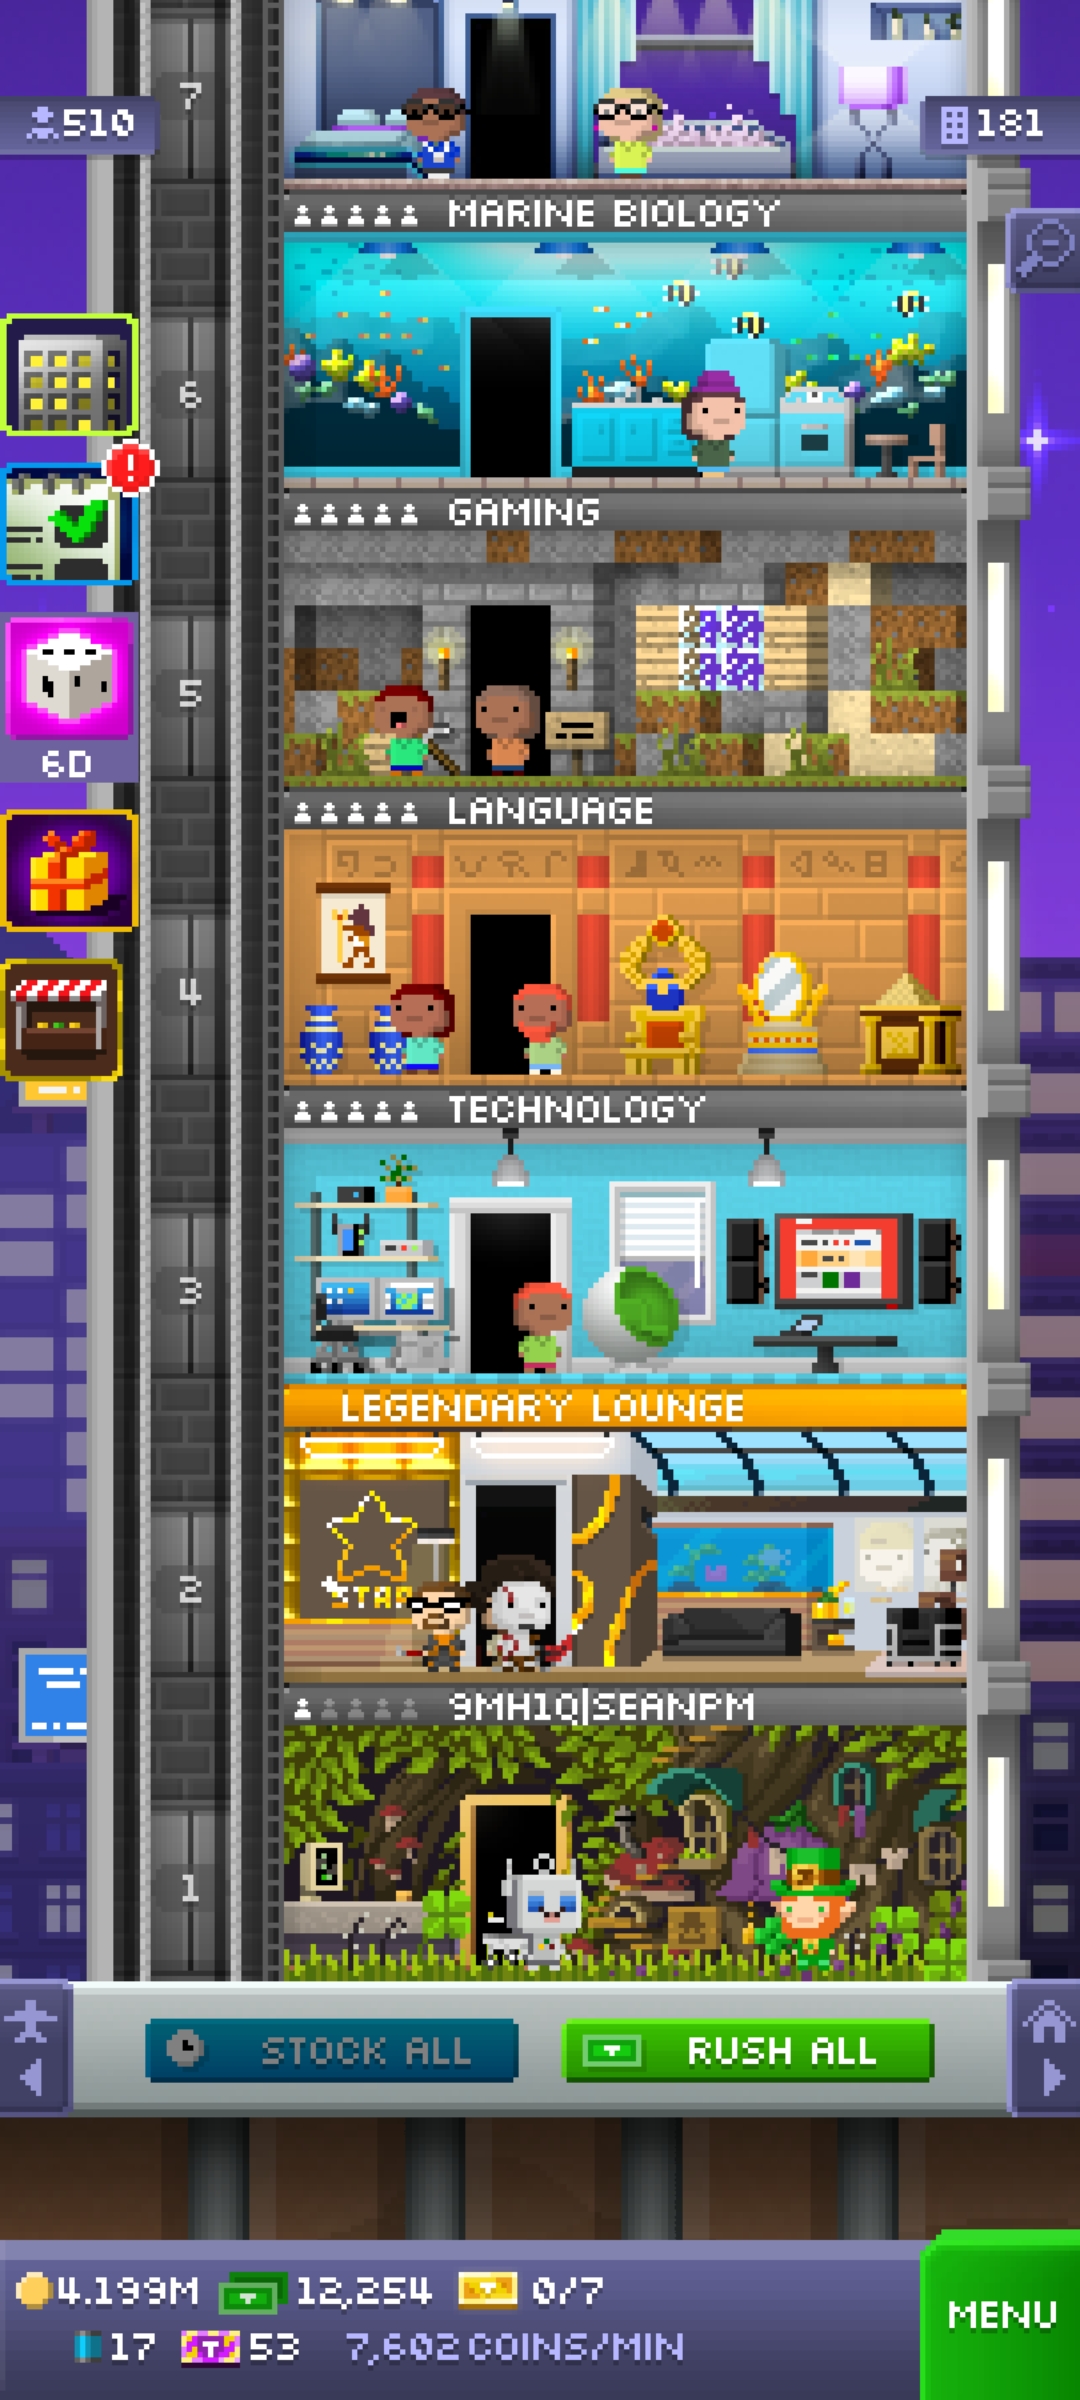 7
510
181
MARINE BIOLOGY
6
GAMING
5
6D
LANGUAGE
4
TECHNOLOGY
3
LEGENDARY LOUNGE
STAR
2
9MH1Q|SEANPM
1
STOCK ALL
RUSH ALL
4.199M 12,254 0/7
17 53 7,602 COINS/MIN
MENU